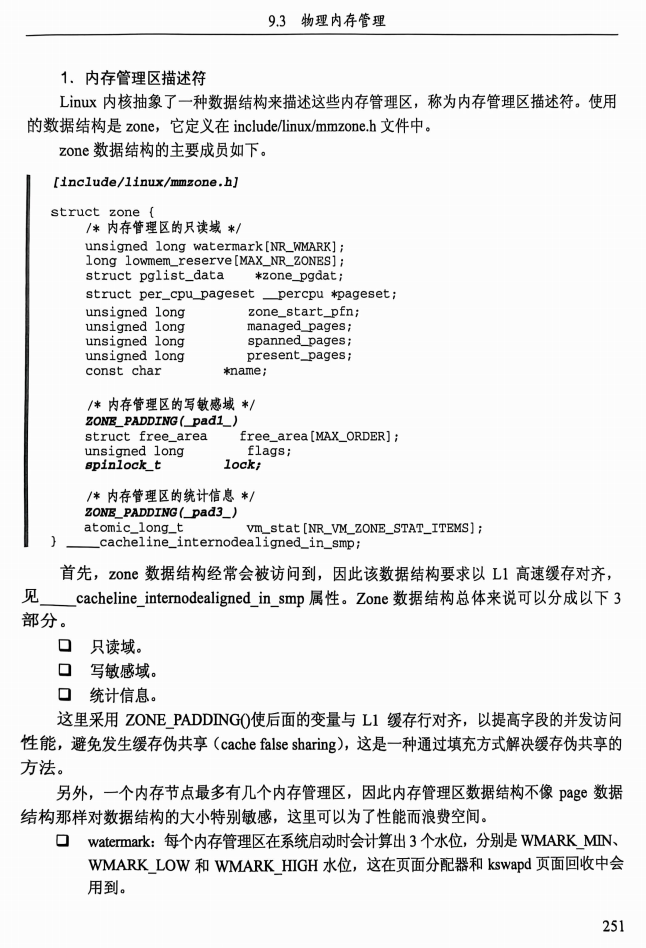 9.3 物理内存管理
1．内存管理区描述符
Linux 内核抽象了一种数据结构来描述这些内存管理区，称为内存管理区描述符。使用
的数据结构是 zone，它定义在 include/linux/mmzone.h 文件中。
zone 数据结构的主要成员如下。
[include/linux/mmzone.h]
struct zone {
/* 内存管理区的只读域 */
unsigned long watermark[NR_WMARK];
long lowmem_reserve[MAX_NR_ZONES];
struct pglist_data *zone_pgdat;
struct per_cpu_pageset __percpu *pageset;
unsigned long zone_start_pfn;
unsigned long managed_pages;
unsigned long spanned_pages;
unsigned long present_pages;
const char *name;
/* 内存管理区的写敏感域 */
ZONE_PADDING(_pad1_)
struct free_area free_area[MAX_ORDER];
unsigned long flags;
spinlock_t lock;
/* 内存管理区的统计信息 */
ZONE_PADDING(_pad3_)
atomic_long_t vm_stat[NR_VM_ZONE_STAT_ITEMS];
} ____cacheline_internodealigned_in_smp;
首先，zone 数据结构经常会被访问到，因此该数据结构要求以 L1 高速缓存对齐，
见____cacheline_internodealigned_in_smp 属性。Zone 数据结构总体来说可以分成以下 3
部分。
❑ 只读域。
❑ 写敏感域。
❑ 统计信息。
这里采用 ZONE_PADDING()使后面的变量与 L1 缓存行对齐，以提高字段的并发访问
性能，避免发生缓存伪共享（cache false sharing），这是一种通过填充方式解决缓存伪共享的
方法。
另外，一个内存节点最多有几个内存管理区，因此内存管理区数据结构不像 page 数据
结构那样对数据结构的大小特别敏感，这里可以为了性能而浪费空间。
❑ watermark：每个内存管理区在系统启动时会计算出 3 个水位，分别是 WMARK_MIN、
WMARK_LOW 和 WMARK_HIGH 水位，这在页面分配器和 kswapd 页面回收中会
用到。
251